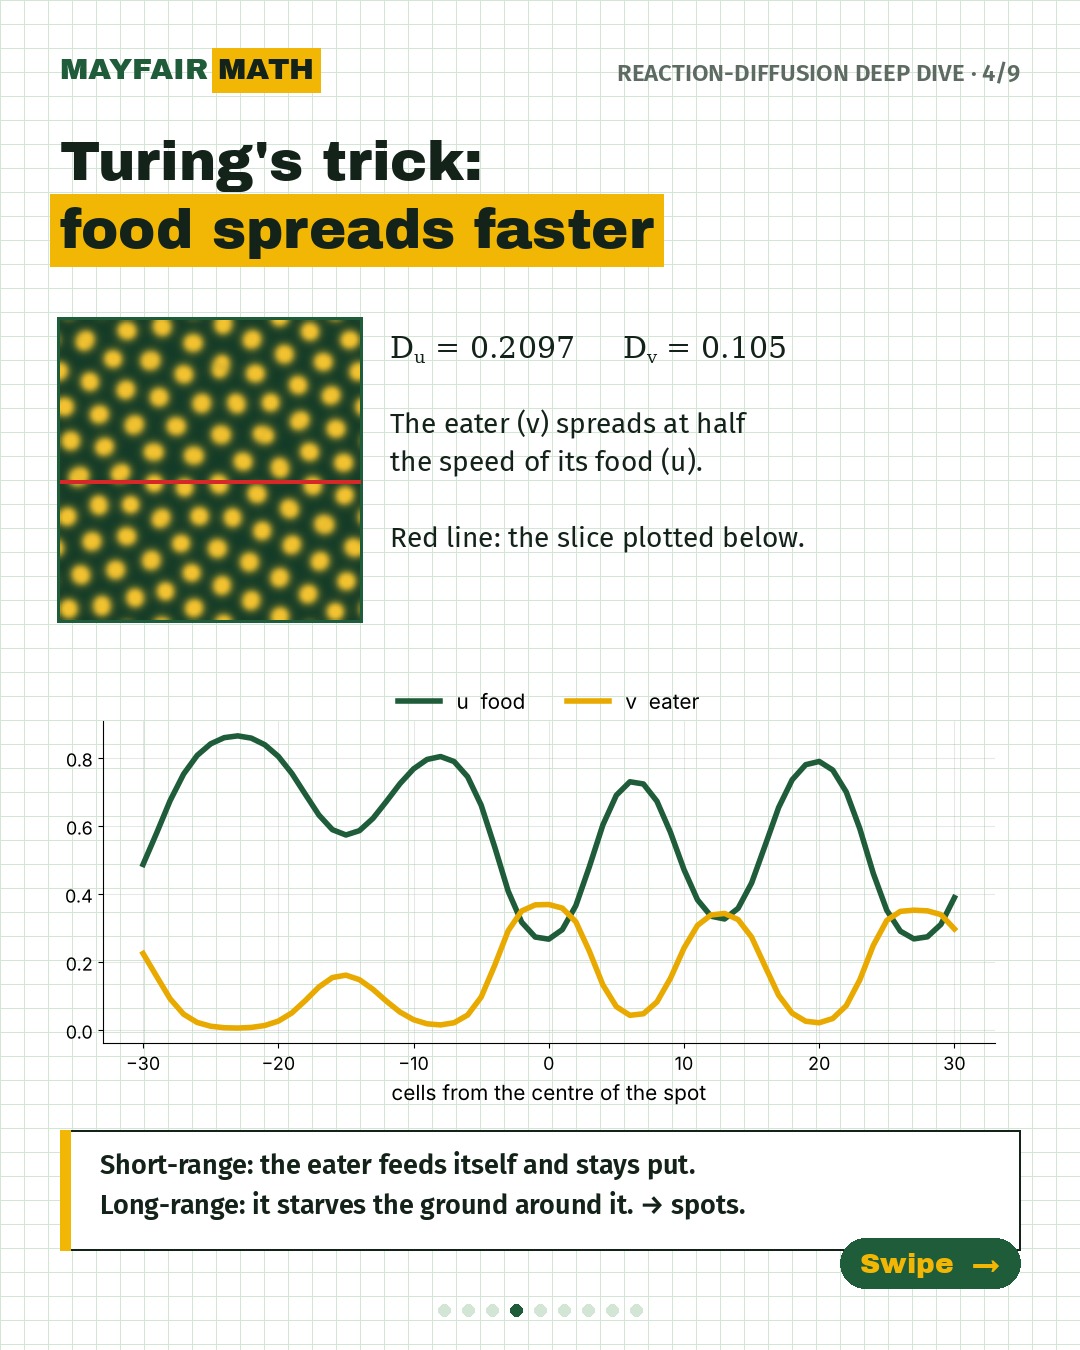 MAYFAIR MATH
REACTION-DIFFUSION DEEP DIVE · 4/9
Turing's trick:
food spreads faster
Dᵤ = 0.2097 Dᵥ = 0.105
The eater (v) spreads at half
the speed of its food (u).
Red line: the slice plotted below.
u food v eater
0.8
0.6
0.4
0.2
0.0
−30 −20 −10 0 10 20 30
cells from the centre of the spot
Short-range: the eater feeds itself and stays put.
Long-range: it starves the ground around it. → spots.
Swipe →